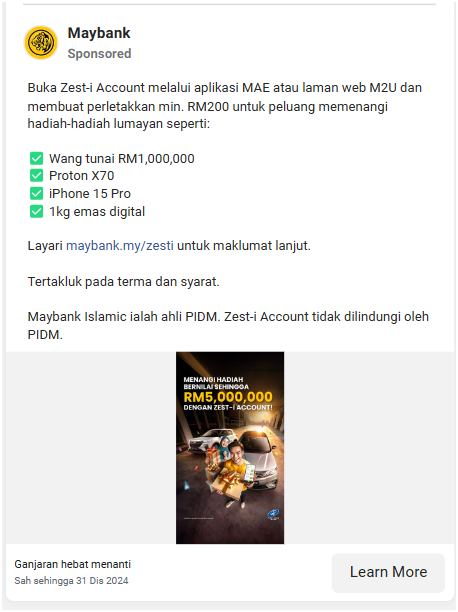 Maybank
Sponsored
Buka Zest-i Account melalui aplikasi MAE atau laman web M2U dan
membuat perletakkan min. RM200 untuk peluang memenangi
hadiah-hadiah lumayan seperti:
✅ Wang tunai RM1,000,000
✅ Proton X70
✅ iPhone 15 Pro
✅ 1kg emas digital
Layari maybank.my/zesti untuk maklumat lanjut.
Tertakluk pada terma dan syarat.
Maybank Islamic ialah ahli PIDM. Zest-i Account tidak dilindungi oleh
PIDM.
MENANGI HADIAH
BERNILAI SEHINGGA
RM5,000,000
DENGAN ZEST-i ACCOUNT!
Ganjaran hebat menanti
Sah sehingga 31 Dis 2024
Learn More